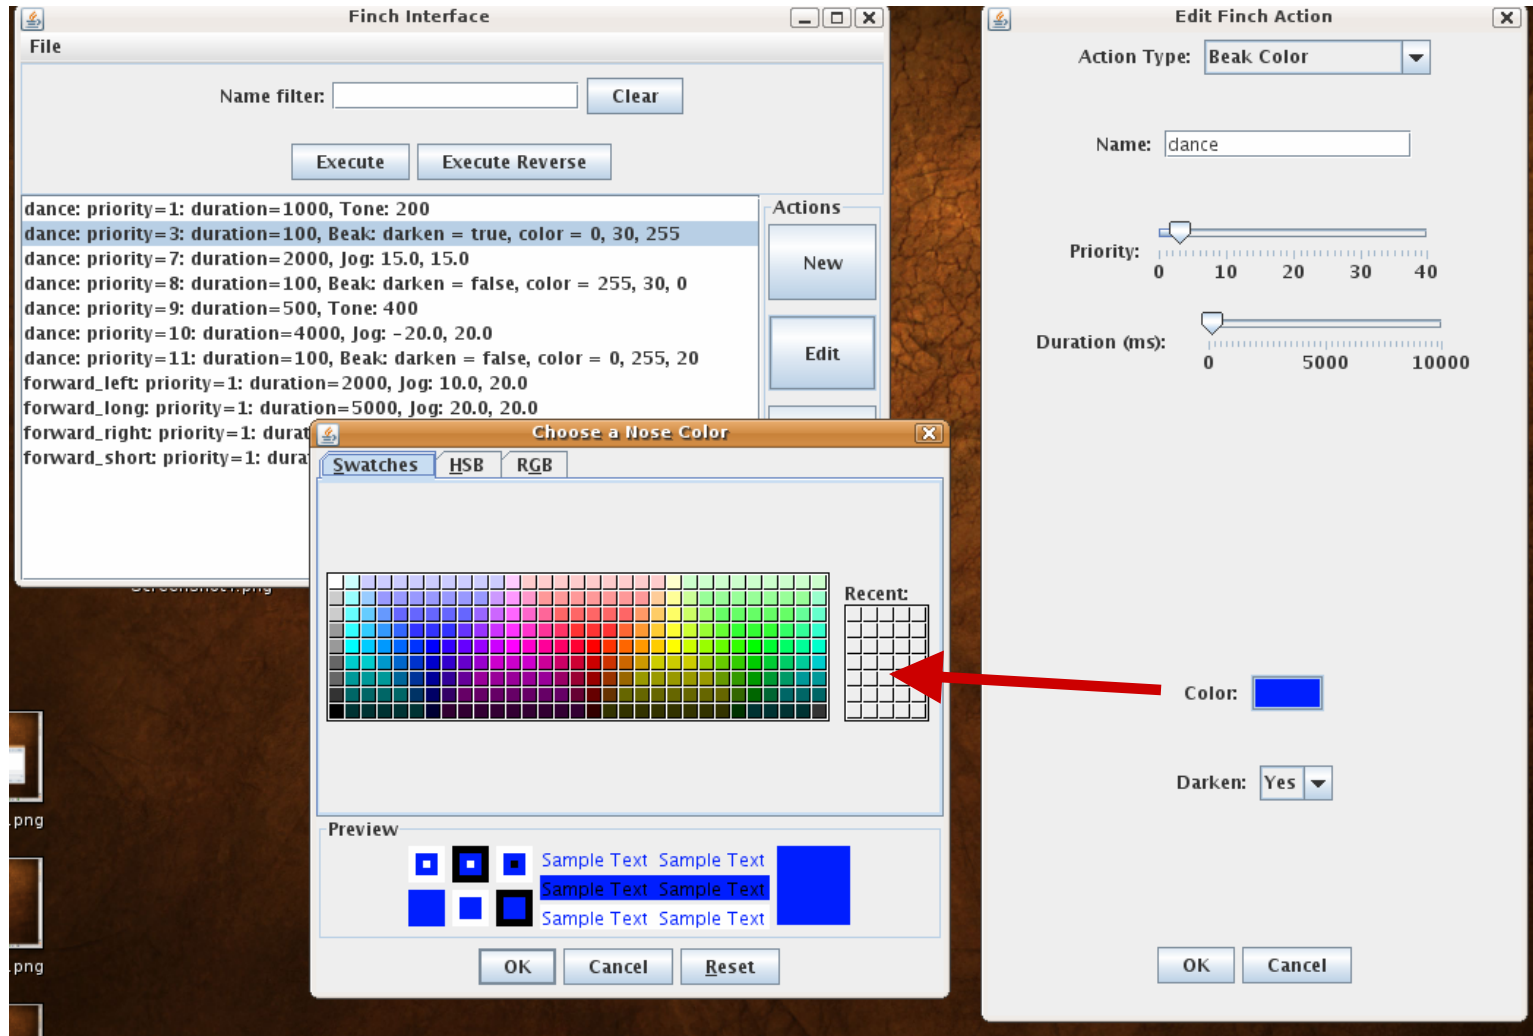 Finch Interface
File
Name filter:
Clear
Execute
Execute Reverse
dance: priority=1: duration=1000, Tone: 200
dance: priority=3: duration=100, Beak: darken = true, color = 0, 30, 255
dance: priority=7: duration=2000, Jog: 15.0, 15.0
dance: priority=8: duration=100, Beak: darken = false, color = 255, 30, 0
dance: priority=9: duration=500, Tone: 400
dance: priority=10: duration=4000, Jog: -20.0, 20.0
dance: priority=11: duration=100, Beak: darken = false, color = 0, 255, 20
forward_left: priority=1: duration=2000, Jog: 10.0, 20.0
forward_long: priority=1: duration=5000, Jog: 20.0, 20.0
forward_right: priority=1: durat
forward_short: priority=1: dura
Actions
New
Edit
Choose a Nose Color
Swatches
HSB
RGB
Recent:
Preview
Sample Text Sample Text
Sample Text Sample Text
Sample Text Sample Text
OK
Cancel
Reset
.png
.png
Edit Finch Action
Action Type: Beak Color
Name: dance
Priority:
0 10 20 30 40
Duration (ms):
0 5000 10000
Color:
Darken: Yes
OK
Cancel